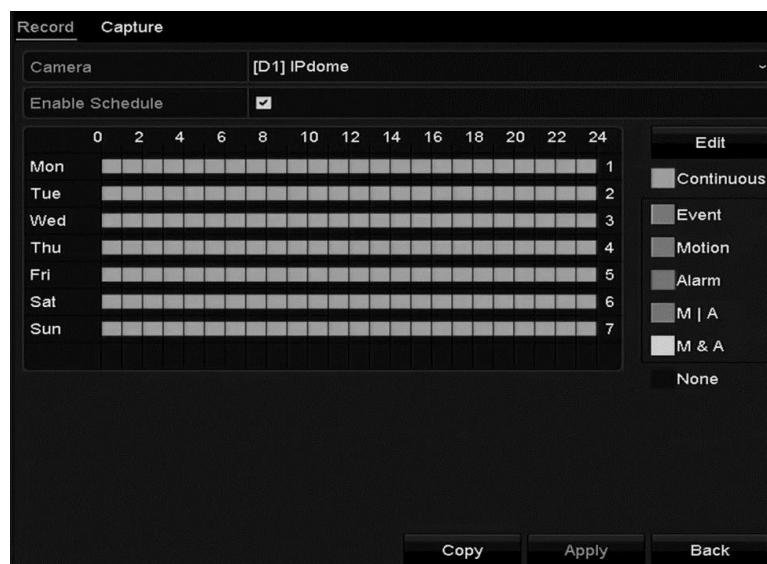 Record Capture
Camera [D1] IPdome
Enable Schedule
0 2 4 6 8 10 12 14 16 18 20 22 24 Edit
Mon 1 Continuous
Tue 2
Wed 3 Event
Thu 4 Motion
Fri 5 Alarm
Sat 6 M | A
Sun 7
M & A
None
Copy Apply Back